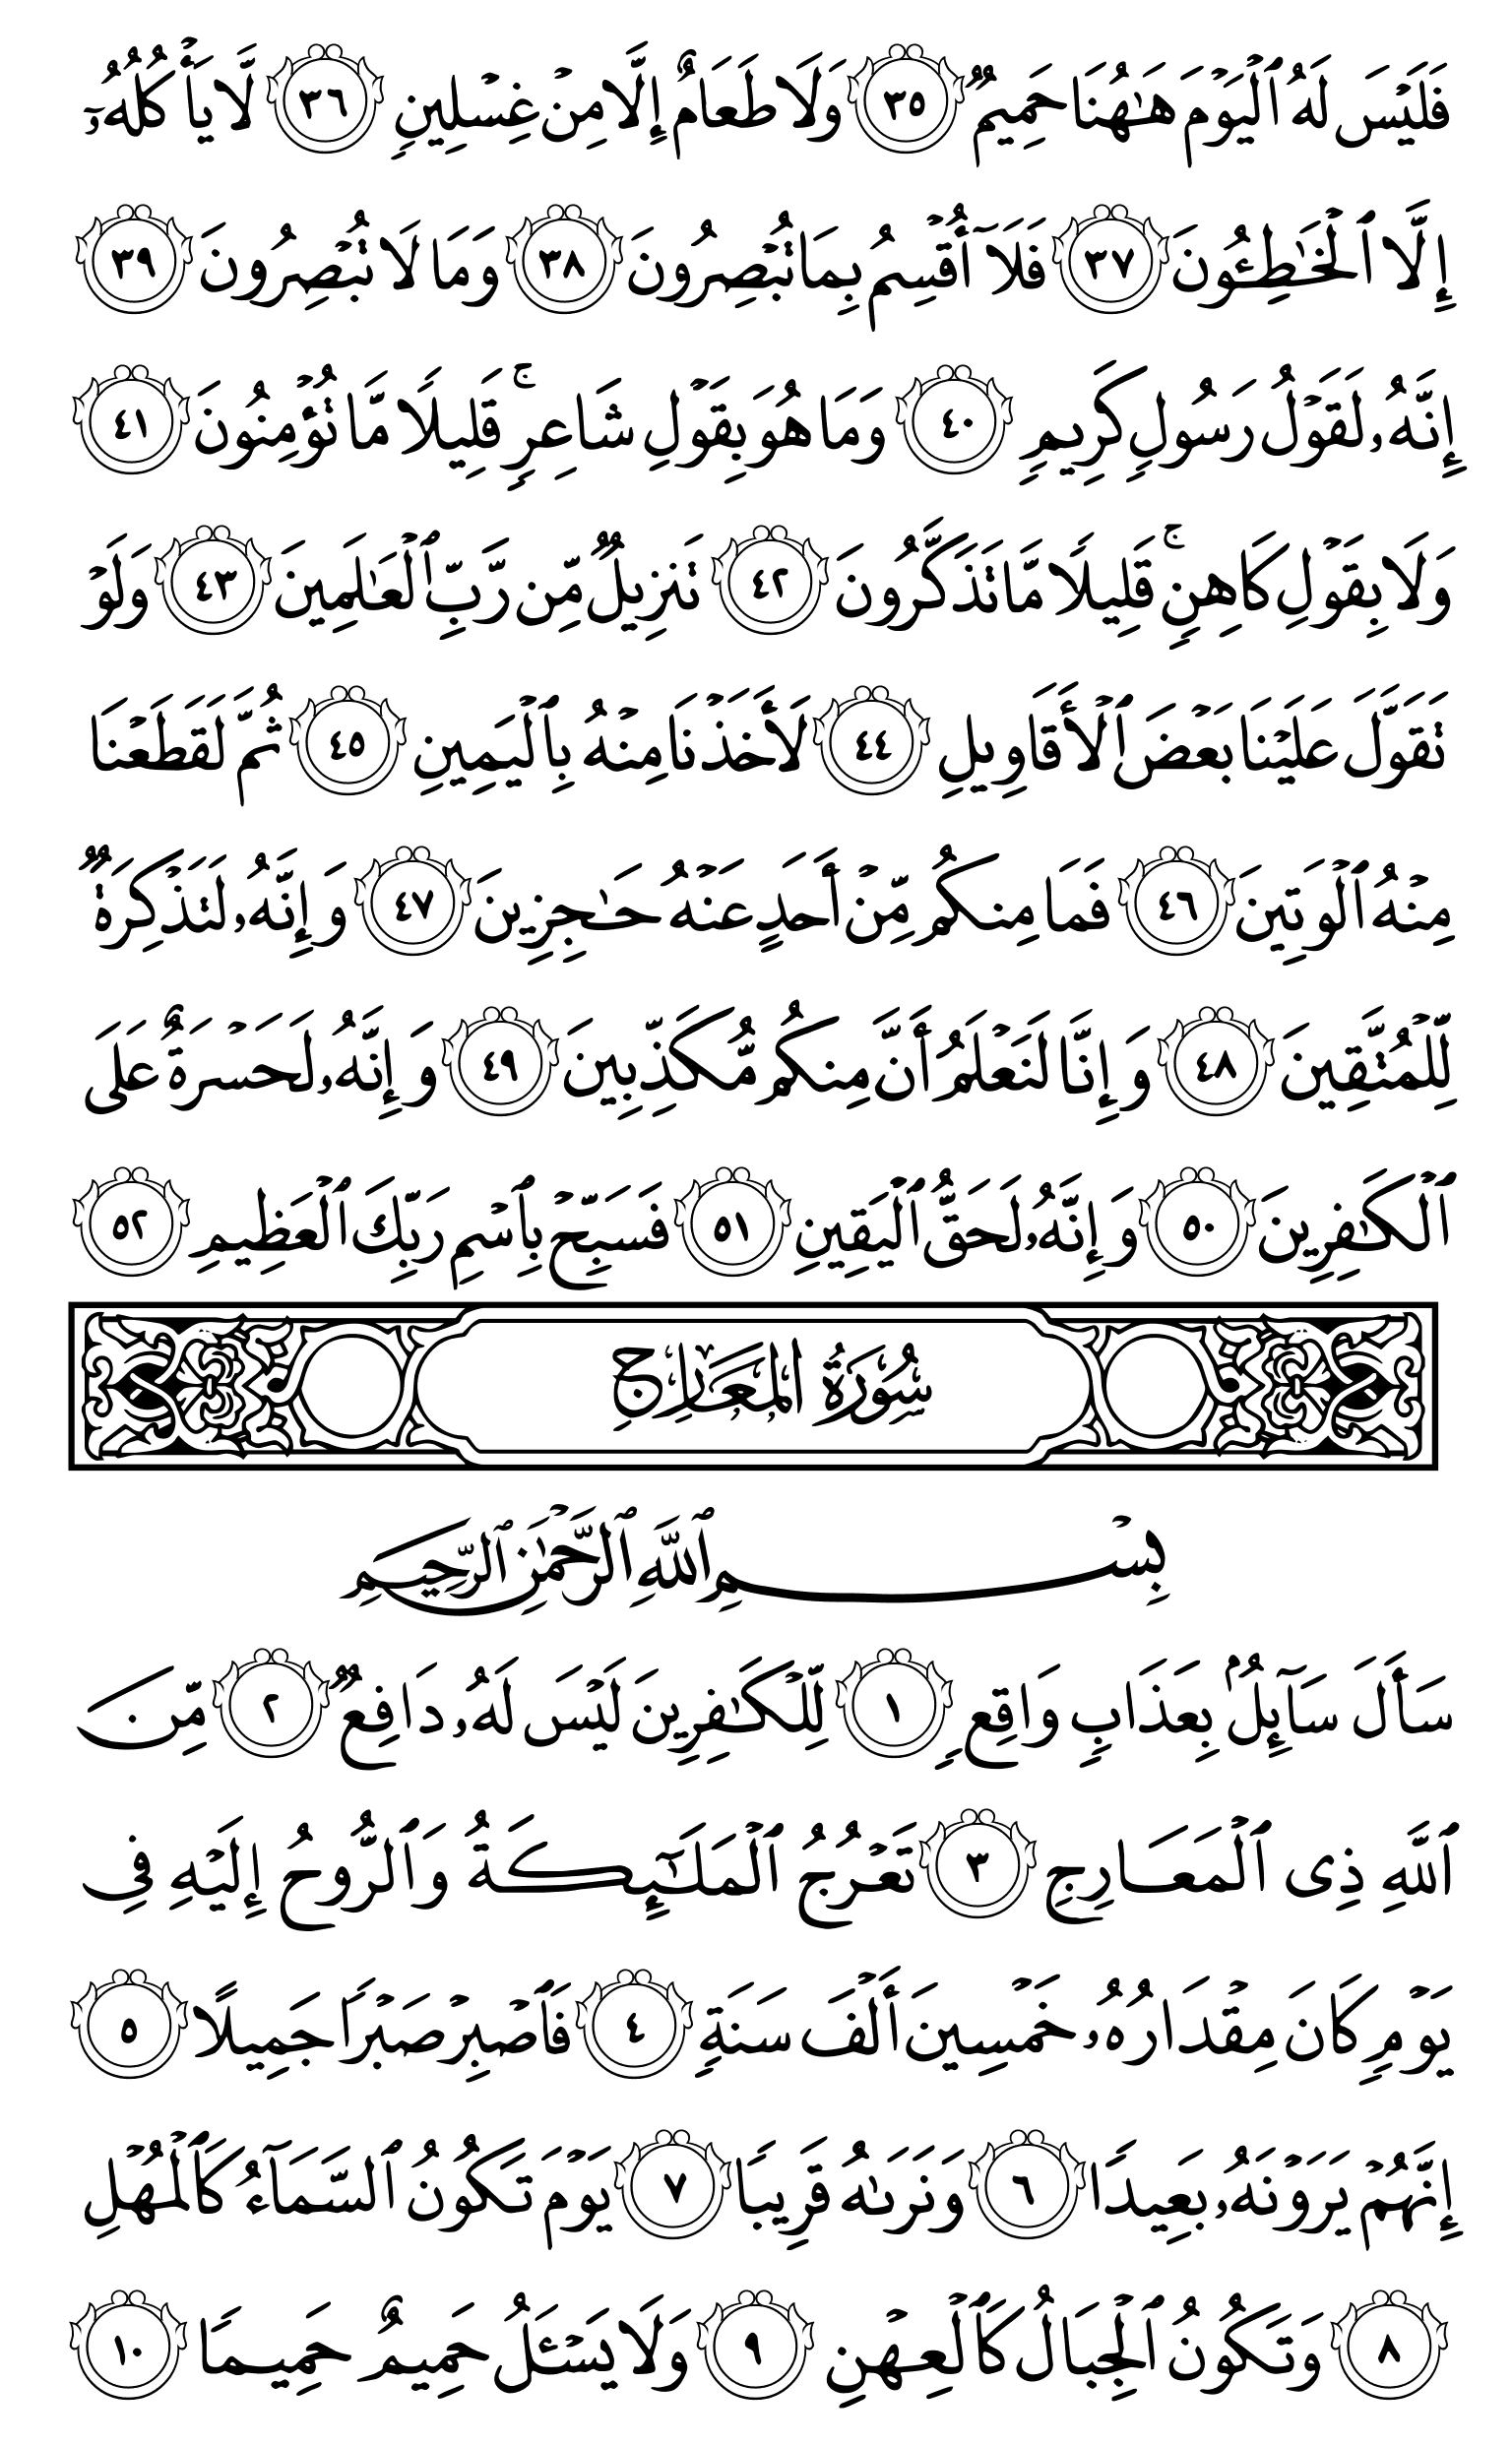 فَلَيْسَ لَهُ ٱلْيَوْمَ هَـٰهُنَا حَمِيمٌ ٣٥ وَلَا طَعَامٌ إِلَّا مِنْ غِسْلِينٍ ٣٦ لَّا يَأْكُلُهُۥٓ
إِلَّا ٱلْخَـٰطِـُٔونَ ٣٧ فَلَآ أُقْسِمُ بِمَا تُبْصِرُونَ ٣٨ وَمَا لَا تُبْصِرُونَ ٣٩
إِنَّهُۥ لَقَوْلُ رَسُولٍ كَرِيمٍ ٤٠ وَمَا هُوَ بِقَوْلِ شَاعِرٍ ۚ قَلِيلًا مَّا تُؤْمِنُونَ ٤١
وَلَا بِقَوْلِ كَاهِنٍ ۚ قَلِيلًا مَّا تَذَكَّرُونَ ٤٢ تَنزِيلٌ مِّن رَّبِّ ٱلْعَـٰلَمِينَ ٤٣ وَلَوْ
تَقَوَّلَ عَلَيْنَا بَعْضَ ٱلْأَقَاوِيلِ ٤٤ لَأَخَذْنَا مِنْهُ بِٱلْيَمِينِ ٤٥ ثُمَّ لَقَطَعْنَا
مِنْهُ ٱلْوَتِينَ ٤٦ فَمَا مِنكُم مِّنْ أَحَدٍ عَنْهُ حَـٰجِزِينَ ٤٧ وَإِنَّهُۥ لَتَذْكِرَةٌ
لِّلْمُتَّقِينَ ٤٨ وَإِنَّا لَنَعْلَمُ أَنَّ مِنكُم مُّكَذِّبِينَ ٤٩ وَإِنَّهُۥ لَحَسْرَةٌ عَلَى
ٱلْكَـٰفِرِينَ ٥٠ وَإِنَّهُۥ لَحَقُّ ٱلْيَقِينِ ٥١ فَسَبِّحْ بِٱسْمِ رَبِّكَ ٱلْعَظِيمِ ٥٢
سُورَةُ المَعَارِجِ
بِسْمِ ٱللَّهِ ٱلرَّحْمَـٰنِ ٱلرَّحِيمِ
سَأَلَ سَآئِلٌۢ بِعَذَابٍ وَاقِعٍ ١ لِّلْكَـٰفِرِينَ لَيْسَ لَهُۥ دَافِعٌ ٢ مِّنَ
ٱللَّهِ ذِى ٱلْمَعَارِجِ ٣ تَعْرُجُ ٱلْمَلَـٰٓئِكَةُ وَٱلرُّوحُ إِلَيْهِ فِى
يَوْمٍ كَانَ مِقْدَارُهُۥ خَمْسِينَ أَلْفَ سَنَةٍ ٤ فَٱصْبِرْ صَبْرًا جَمِيلًا ٥
إِنَّهُمْ يَرَوْنَهُۥ بَعِيدًا ٦ وَنَرَىٰهُ قَرِيبًا ٧ يَوْمَ تَكُونُ ٱلسَّمَآءُ كَٱلْمُهْلِ
٨ وَتَكُونُ ٱلْجِبَالُ كَٱلْعِهْنِ ٩ وَلَا يَسْـَٔلُ حَمِيمٌ حَمِيمًا ١٠